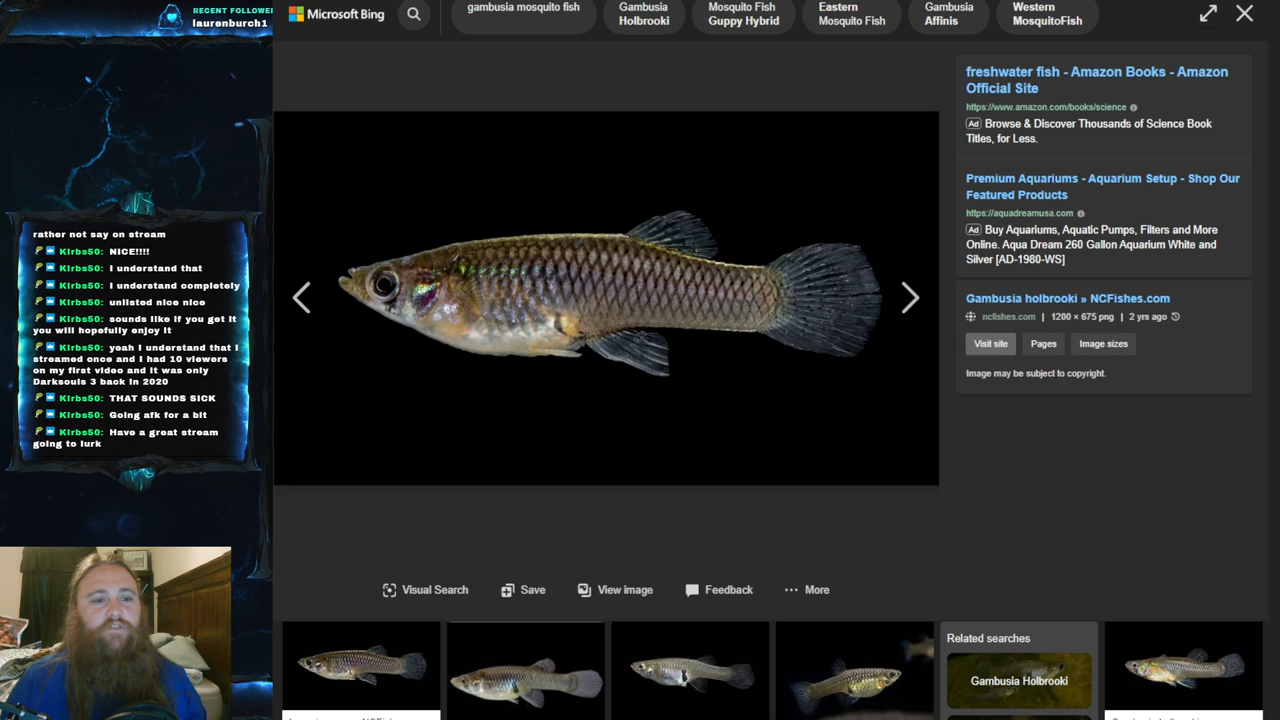 RECENT FOLLOWER
laurenburch1
rather not say on stream
Kirbs50: NICE!!!!
Kirbs50: I understand that
Kirbs50: I understand completely
Kirbs50: unlisted nice nice
Kirbs50: sounds like if you get it
you will hopefully enjoy it
Kirbs50: yeah I understand that I
streamed once and I had 10 viewers
on my first video and it was only
Darksouls 3 back in 2020
Kirbs50: THAT SOUNDS SICK
Kirbs50: Going afk for a bit
Kirbs50: Have a great stream
going to lurk
Microsoft Bing
gambusia mosquito fish
Gambusia
Holbrooki
Mosquito Fish
Guppy Hybrid
Eastern
Mosquito Fish
Gambusia
Affinis
Western
MosquitoFish
freshwater fish - Amazon Books - Amazon
Official Site
https://www.amazon.com/books/science
Ad Browse & Discover Thousands of Science Book
Titles, for Less.
Premium Aquariums - Aquarium Setup - Shop Our
Featured Products
https://aquadreamusa.com
Ad Buy Aquariums, Aquatic Pumps, Filters and More
Online. Aqua Dream 260 Gallon Aquarium White and
Silver [AD-1980-WS]
Gambusia holbrooki » NCFishes.com
ncfishes.com | 1200 × 675 png | 2 yrs ago
Visit site
Pages
Image sizes
Image may be subject to copyright.
Visual Search
Save
View image
Feedback
More
Related searches
Gambusia Holbrooki